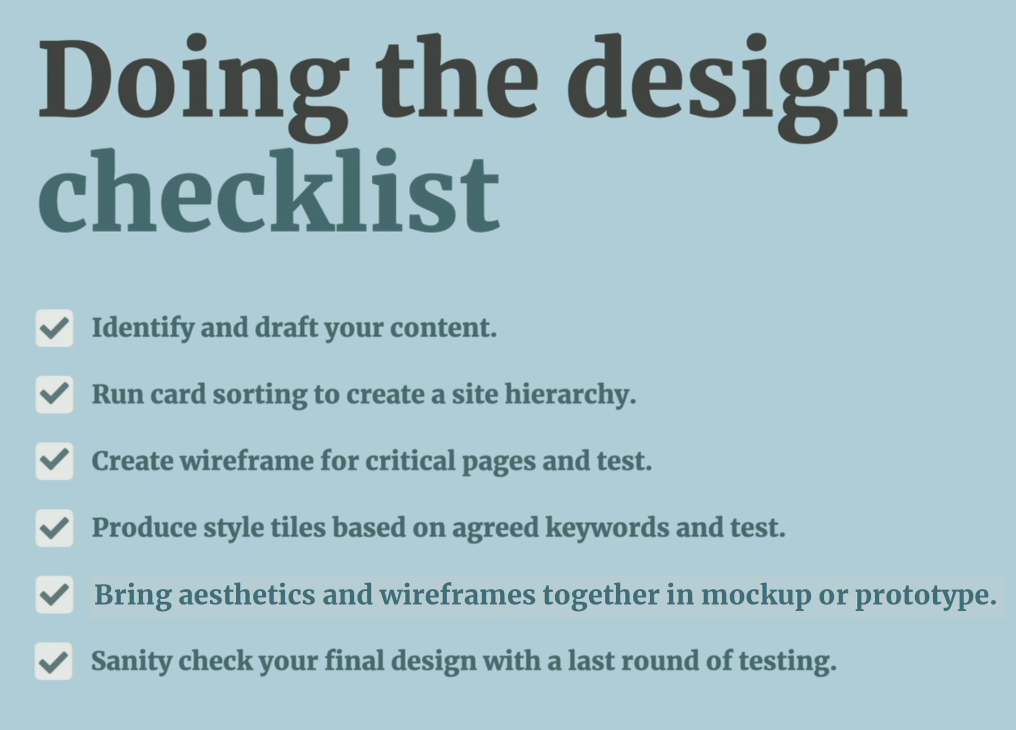 Doing the design
checklist
Identify and draft your content.
Run card sorting to create a site hierarchy.
Create wireframe for critical pages and test.
Produce style tiles based on agreed keywords and test.
Bring aesthetics and wireframes together in mockup or prototype.
Sanity check your final design with a last round of testing.